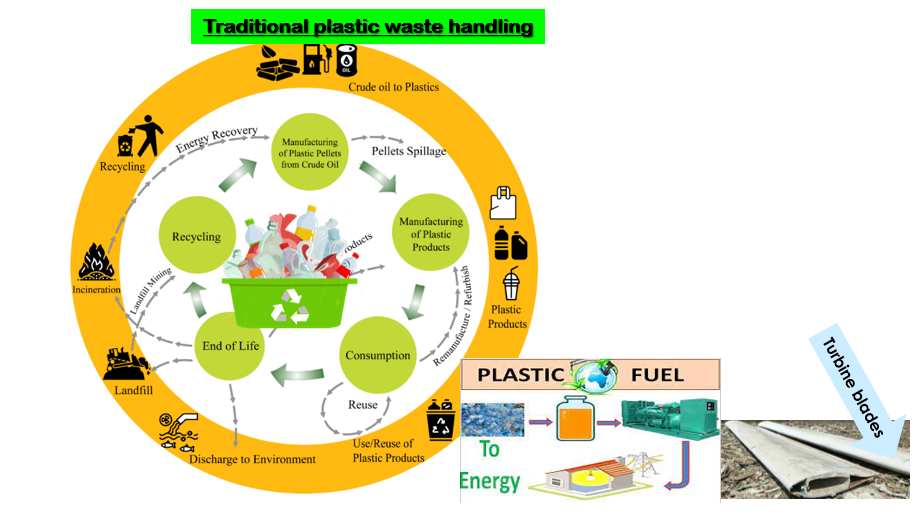 Traditional plastic waste handling
OIL
Crude oil to Plastics
Energy Recovery
Manufacturing
of Plastic Pellets
from Crude Oil
Pellets Spillage
Recycling
Recycling
Manufacturing
of Plastic
Products
Incineration
Landfill Mining
Remanufacture / Refurbish
Plastic
Products
End of Life
Consumption
Landfill
Reuse
Discharge to Environment
Use/Reuse of
Plastic Products
PLASTIC FUEL
To
Energy
Turbine blades